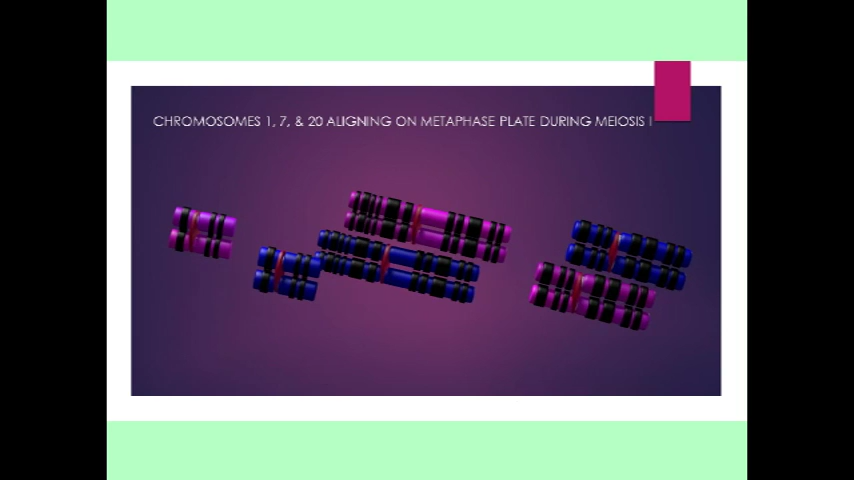 CHROMOSOMES 1, 7, & 20 ALIGNING ON METAPHASE PLATE DURING MEIOSIS I